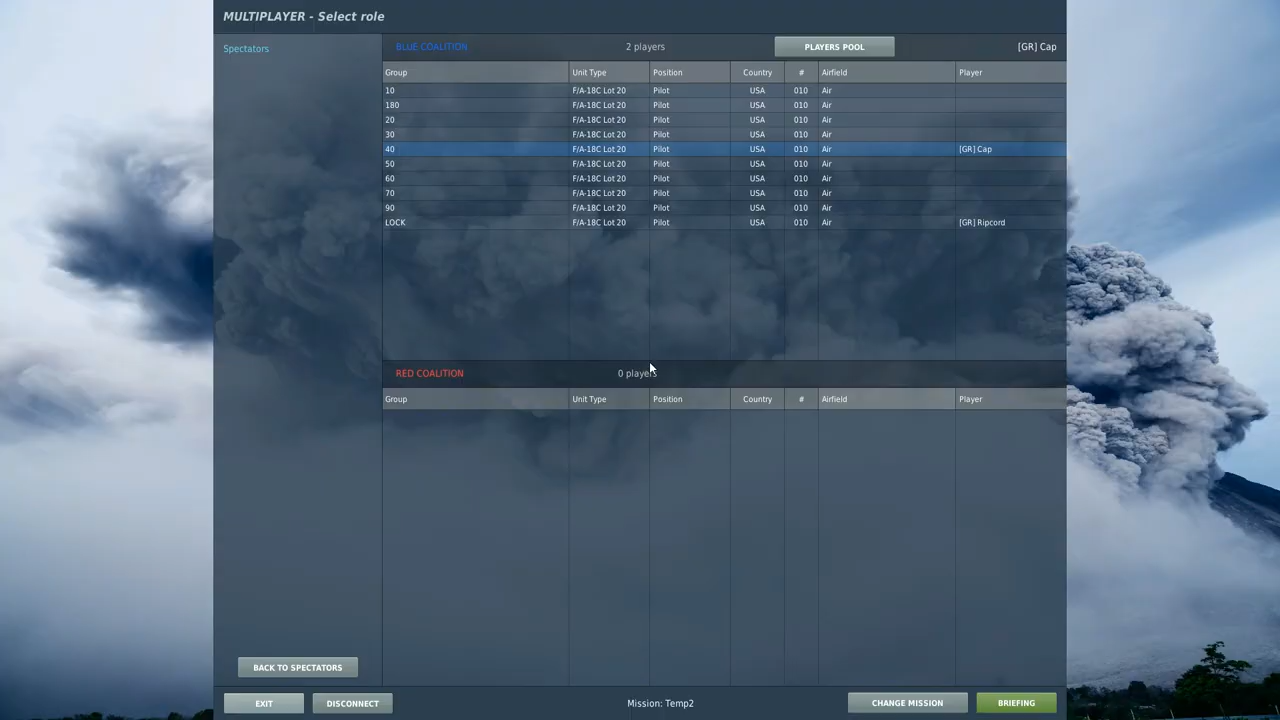 MULTIPLAYER - Select role
Spectators
BLUE COALITION 2 players PLAYERS POOL [GR] Cap
Group Unit Type Position Country # Airfield Player
10 F/A-18C Lot 20 Pilot USA 010 Air
180 F/A-18C Lot 20 Pilot USA 010 Air
20 F/A-18C Lot 20 Pilot USA 010 Air
30 F/A-18C Lot 20 Pilot USA 010 Air
40 F/A-18C Lot 20 Pilot USA 010 Air [GR] Cap
50 F/A-18C Lot 20 Pilot USA 010 Air
60 F/A-18C Lot 20 Pilot USA 010 Air
70 F/A-18C Lot 20 Pilot USA 010 Air
90 F/A-18C Lot 20 Pilot USA 010 Air
LOCK F/A-18C Lot 20 Pilot USA 010 Air [GR] Ripcord
RED COALITION 0 players
Group Unit Type Position Country # Airfield Player
BACK TO SPECTATORS
EXIT DISCONNECT Mission: Temp2 CHANGE MISSION BRIEFING